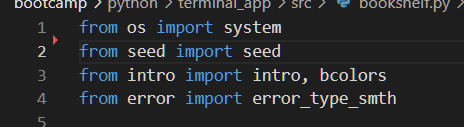 bootcamp > python > terminal_app > src > bookshelf.py
1 from os import system
2 from seed import seed
3 from intro import intro, bcolors
4 from error import error_type_smth